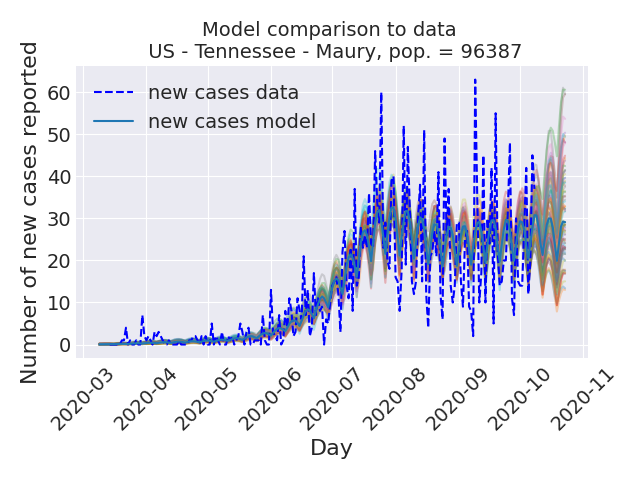 Model comparison to data
US - Tennessee - Maury, pop. = 96387
Number of new cases reported
60
50
40
30
20
10
0
new cases data
new cases model
2020-03
2020-04
2020-05
2020-06
2020-07
2020-08
2020-09
2020-10
2020-11
Day